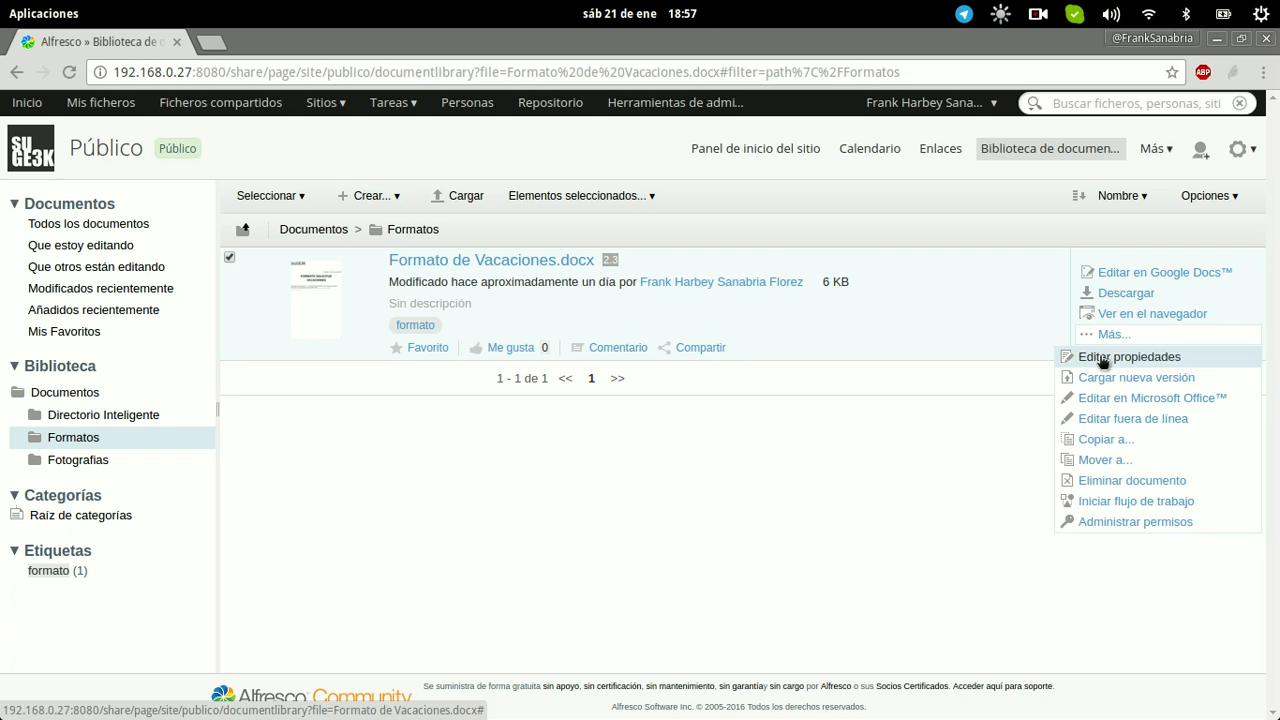 Aplicaciones
sáb 21 de ene 18:57
Alfresco » Biblioteca de
@FrankSanabria
192.168.0.27:8080/share/page/site/publico/documentlibrary?file=Formato%20de%20Vacaciones.docx#filter=path%7C%2FFormatos
ABP
Inicio Mis ficheros Ficheros compartidos Sitios ▾ Tareas ▾ Personas Repositorio Herramientas de admi... Frank Harbey Sana... ▾ Buscar ficheros, personas, siti
SU GE3K
Público Público
Panel de inicio del sitio Calendario Enlaces Biblioteca de documen... Más ▾
▼ Documentos
Todos los documentos
Que estoy editando
Que otros están editando
Modificados recientemente
Añadidos recientemente
Mis Favoritos
▼ Biblioteca
Documentos
Directorio Inteligente
Formatos
Fotografias
▼ Categorías
Raíz de categorías
▼ Etiquetas
formato (1)
Seleccionar ▾ Crear... ▾ Cargar Elementos seleccionados... ▾ Nombre ▾ Opciones ▾
Documentos > Formatos
Formato de Vacaciones.docx 2.3
Modificado hace aproximadamente un día por Frank Harbey Sanabria Florez 6 KB
Sin descripción
formato
Favorito Me gusta 0 Comentario Compartir
1 - 1 de 1 << 1 >>
Editar en Google Docs™
Descargar
Ver en el navegador
Más...
Editar propiedades
Cargar nueva versión
Editar en Microsoft Office™
Editar fuera de línea
Copiar a...
Mover a...
Eliminar documento
Iniciar flujo de trabajo
Administrar permisos
Alfresco Community
Se suministra de forma gratuita sin apoyo, sin certificación, sin mantenimiento, sin garantíay sin cargo por Alfresco o sus Socios Certificados. Acceder aquí para soporte.
Alfresco Software Inc. © 2005-2016 Todos los derechos reservados.
192.168.0.27:8080/share/page/site/publico/documentlibrary?file=Formato de Vacaciones.docx#